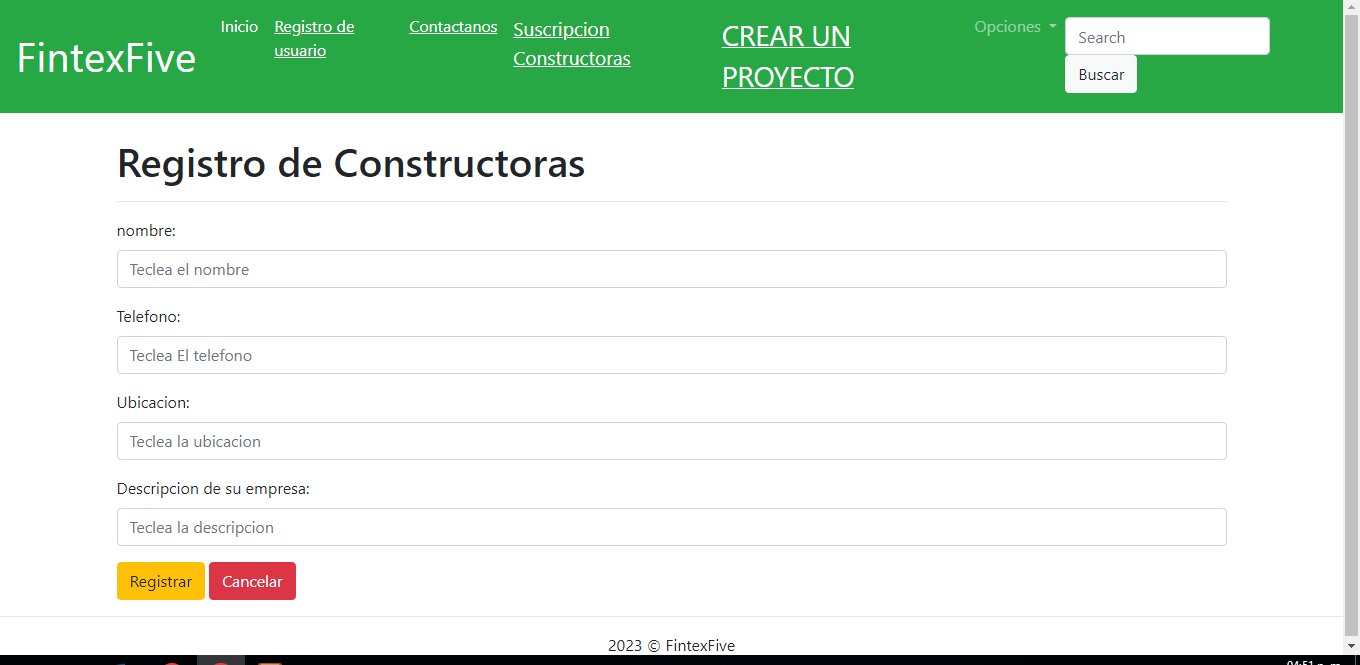 FintexFive
Inicio
Registro de
usuario
Contactanos
Suscripcion
Constructoras
CREAR UN
PROYECTO
Opciones
Search
Buscar
Registro de Constructoras
nombre:
Teclea el nombre
Telefono:
Teclea El telefono
Ubicacion:
Teclea la ubicacion
Descripcion de su empresa:
Teclea la descripcion
Registrar Cancelar
2023 © FintexFive